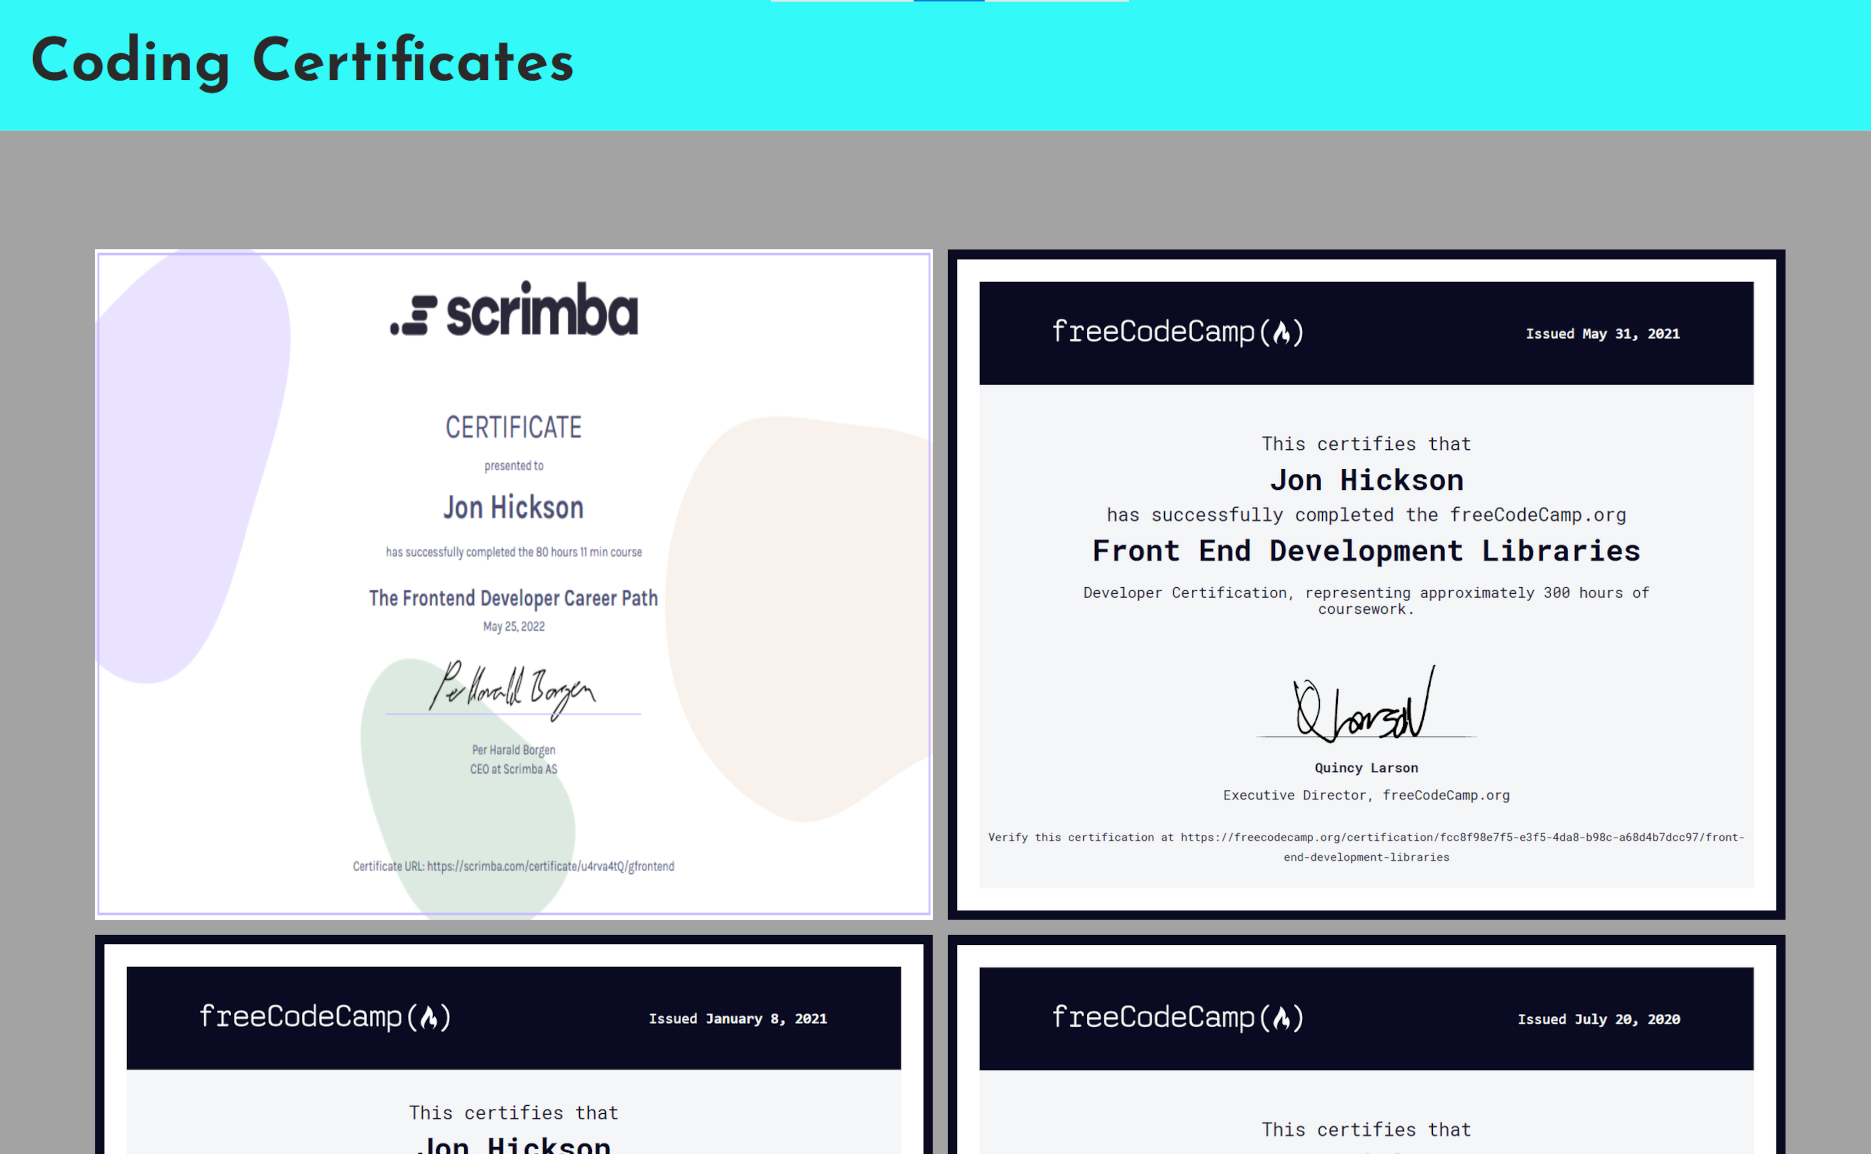 Coding Certificates
scrimba
CERTIFICATE
presented to
Jon Hickson
has successfully completed the 80 hours 11 min course
The Frontend Developer Career Path
May 25, 2022
Per Harald Borgen
Per Harald Borgen
CEO at Scrimba AS
Certificate URL: https://scrimba.com/certificate/u4rva4tQ/gfrontend
freeCodeCamp
Issued May 31, 2021
This certifies that
Jon Hickson
has successfully completed the freeCodeCamp.org
Front End Development Libraries
Developer Certification, representing approximately 300 hours of
coursework.
Q Larson
Quincy Larson
Executive Director, freeCodeCamp.org
Verify this certification at https://freecodecamp.org/certification/fcc8f98e7f5-e3f5-4da8-b98c-a68d4b7dcc97/front-
end-development-libraries
freeCodeCamp
Issued January 8, 2021
This certifies that
Jon Hickson
freeCodeCamp
Issued July 20, 2020
This certifies that